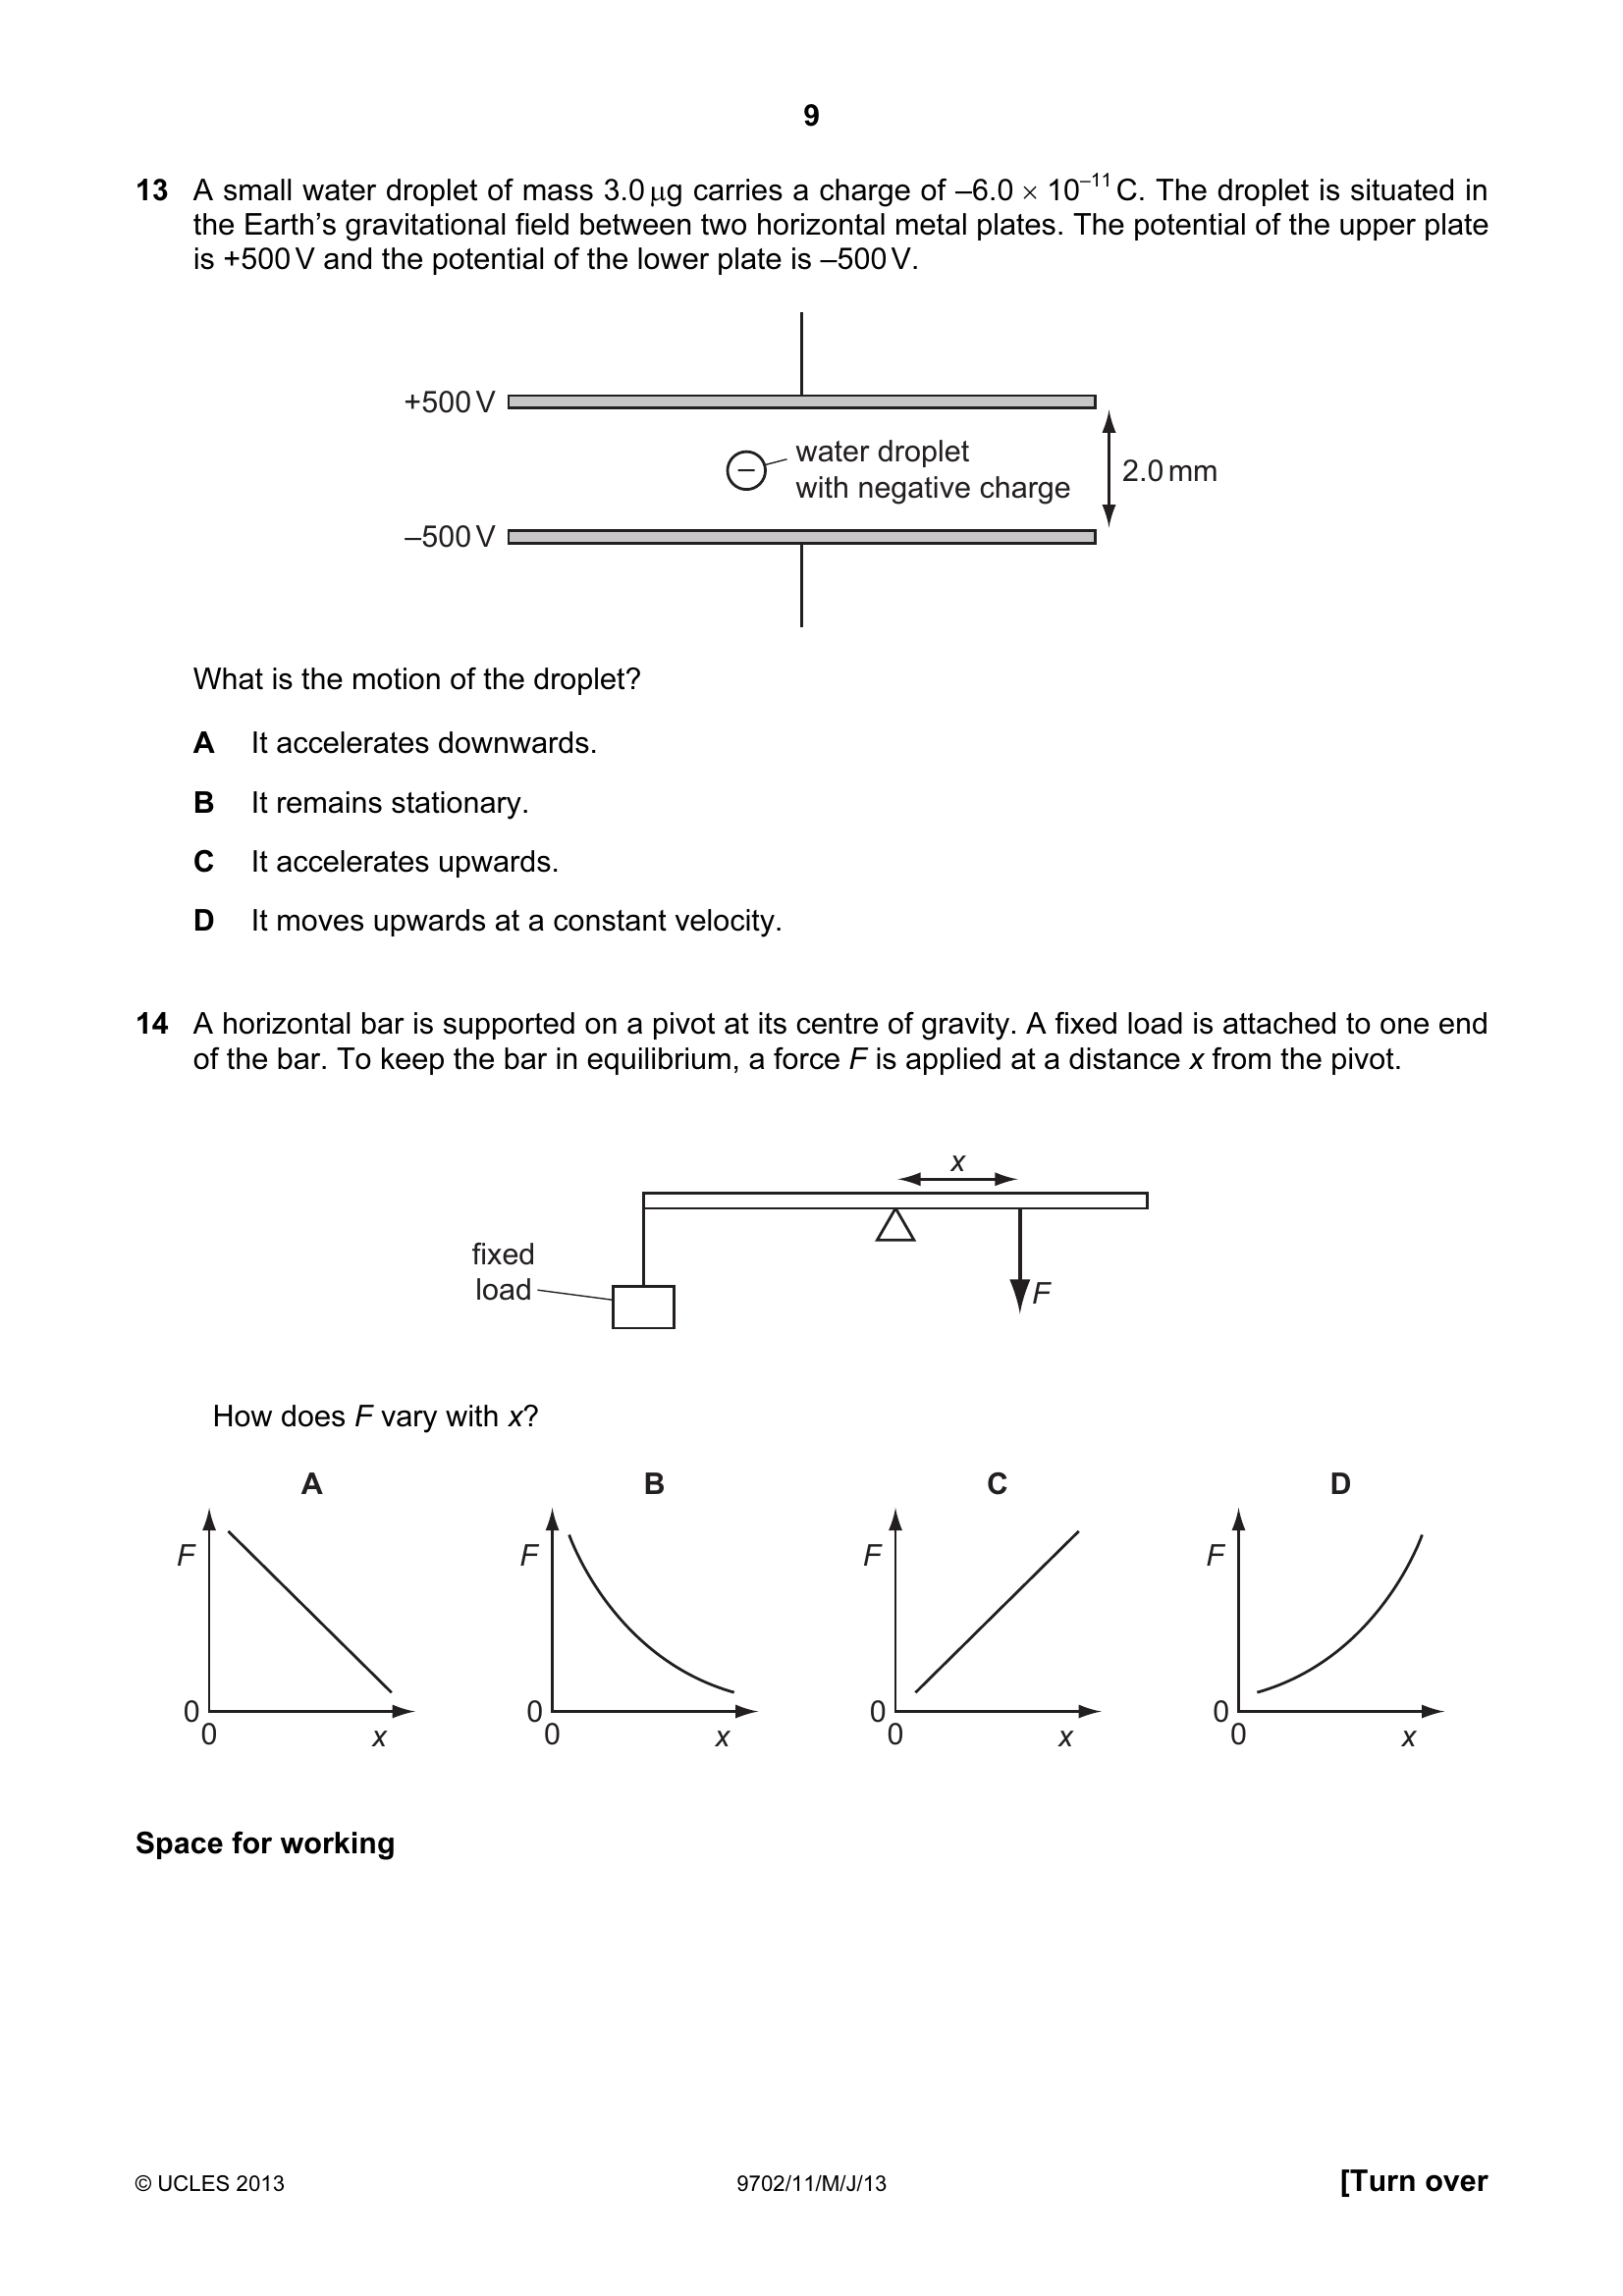 9
13 A small water droplet of mass 3.0 μg carries a charge of –6.0 × 10⁻¹¹ C. The droplet is situated in
the Earth’s gravitational field between two horizontal metal plates. The potential of the upper plate
is +500 V and the potential of the lower plate is –500 V.
+500 V
water droplet
with negative charge
–
2.0 mm
–500 V
What is the motion of the droplet?
A It accelerates downwards.
B It remains stationary.
C It accelerates upwards.
D It moves upwards at a constant velocity.
14 A horizontal bar is supported on a pivot at its centre of gravity. A fixed load is attached to one end
of the bar. To keep the bar in equilibrium, a force F is applied at a distance x from the pivot.
x
fixed
load
F
How does F vary with x?
A B C D
F F F F
0 0 0 0
0 x 0 x 0 x 0 x
Space for working
© UCLES 2013 9702/11/M/J/13 [Turn over